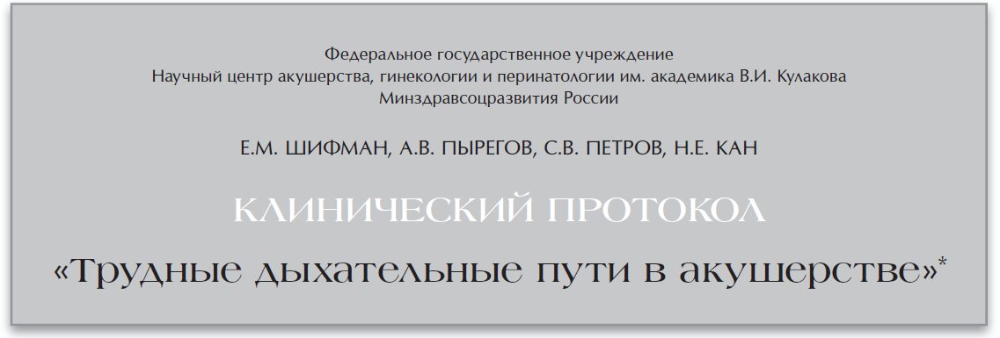 Федеральное государственное учреждение
Научный центр акушерства, гинекологии и перинатологии им. академика В.И. Кулакова
Минздравсоцразвития России
Е.М. ШИФМАН, А.В. ПЫРЕГОВ, С.В. ПЕТРОВ, Н.Е. КАН
КЛИНИЧЕСКИЙ ПРОТОКОЛ
«Трудные дыхательные пути в акушерстве»*